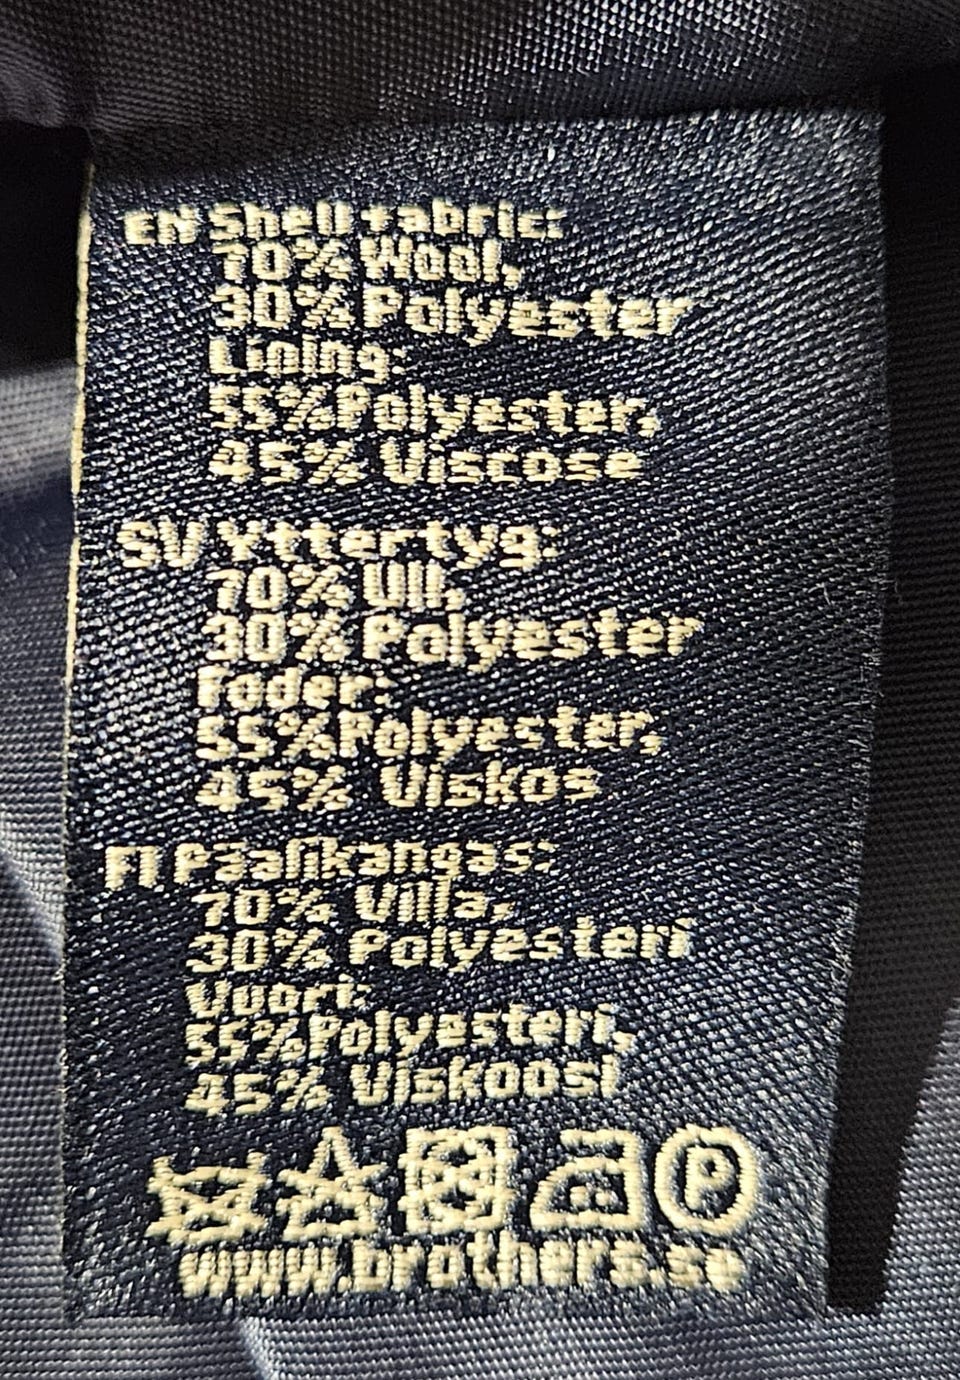 EN Shell fabric:
70% Wool,
30% Polyester
Lining:
55% Polyester,
45% Viscose
SV Yttertyg:
70% Ull,
30% Polyester
Foder:
55% Polyester,
45% Viskos
FI Päällikangas:
70% Villa,
30% Polyesteri
Vuori:
55% Polyesteri,
45% Viskoosi
P
www.brothers.se